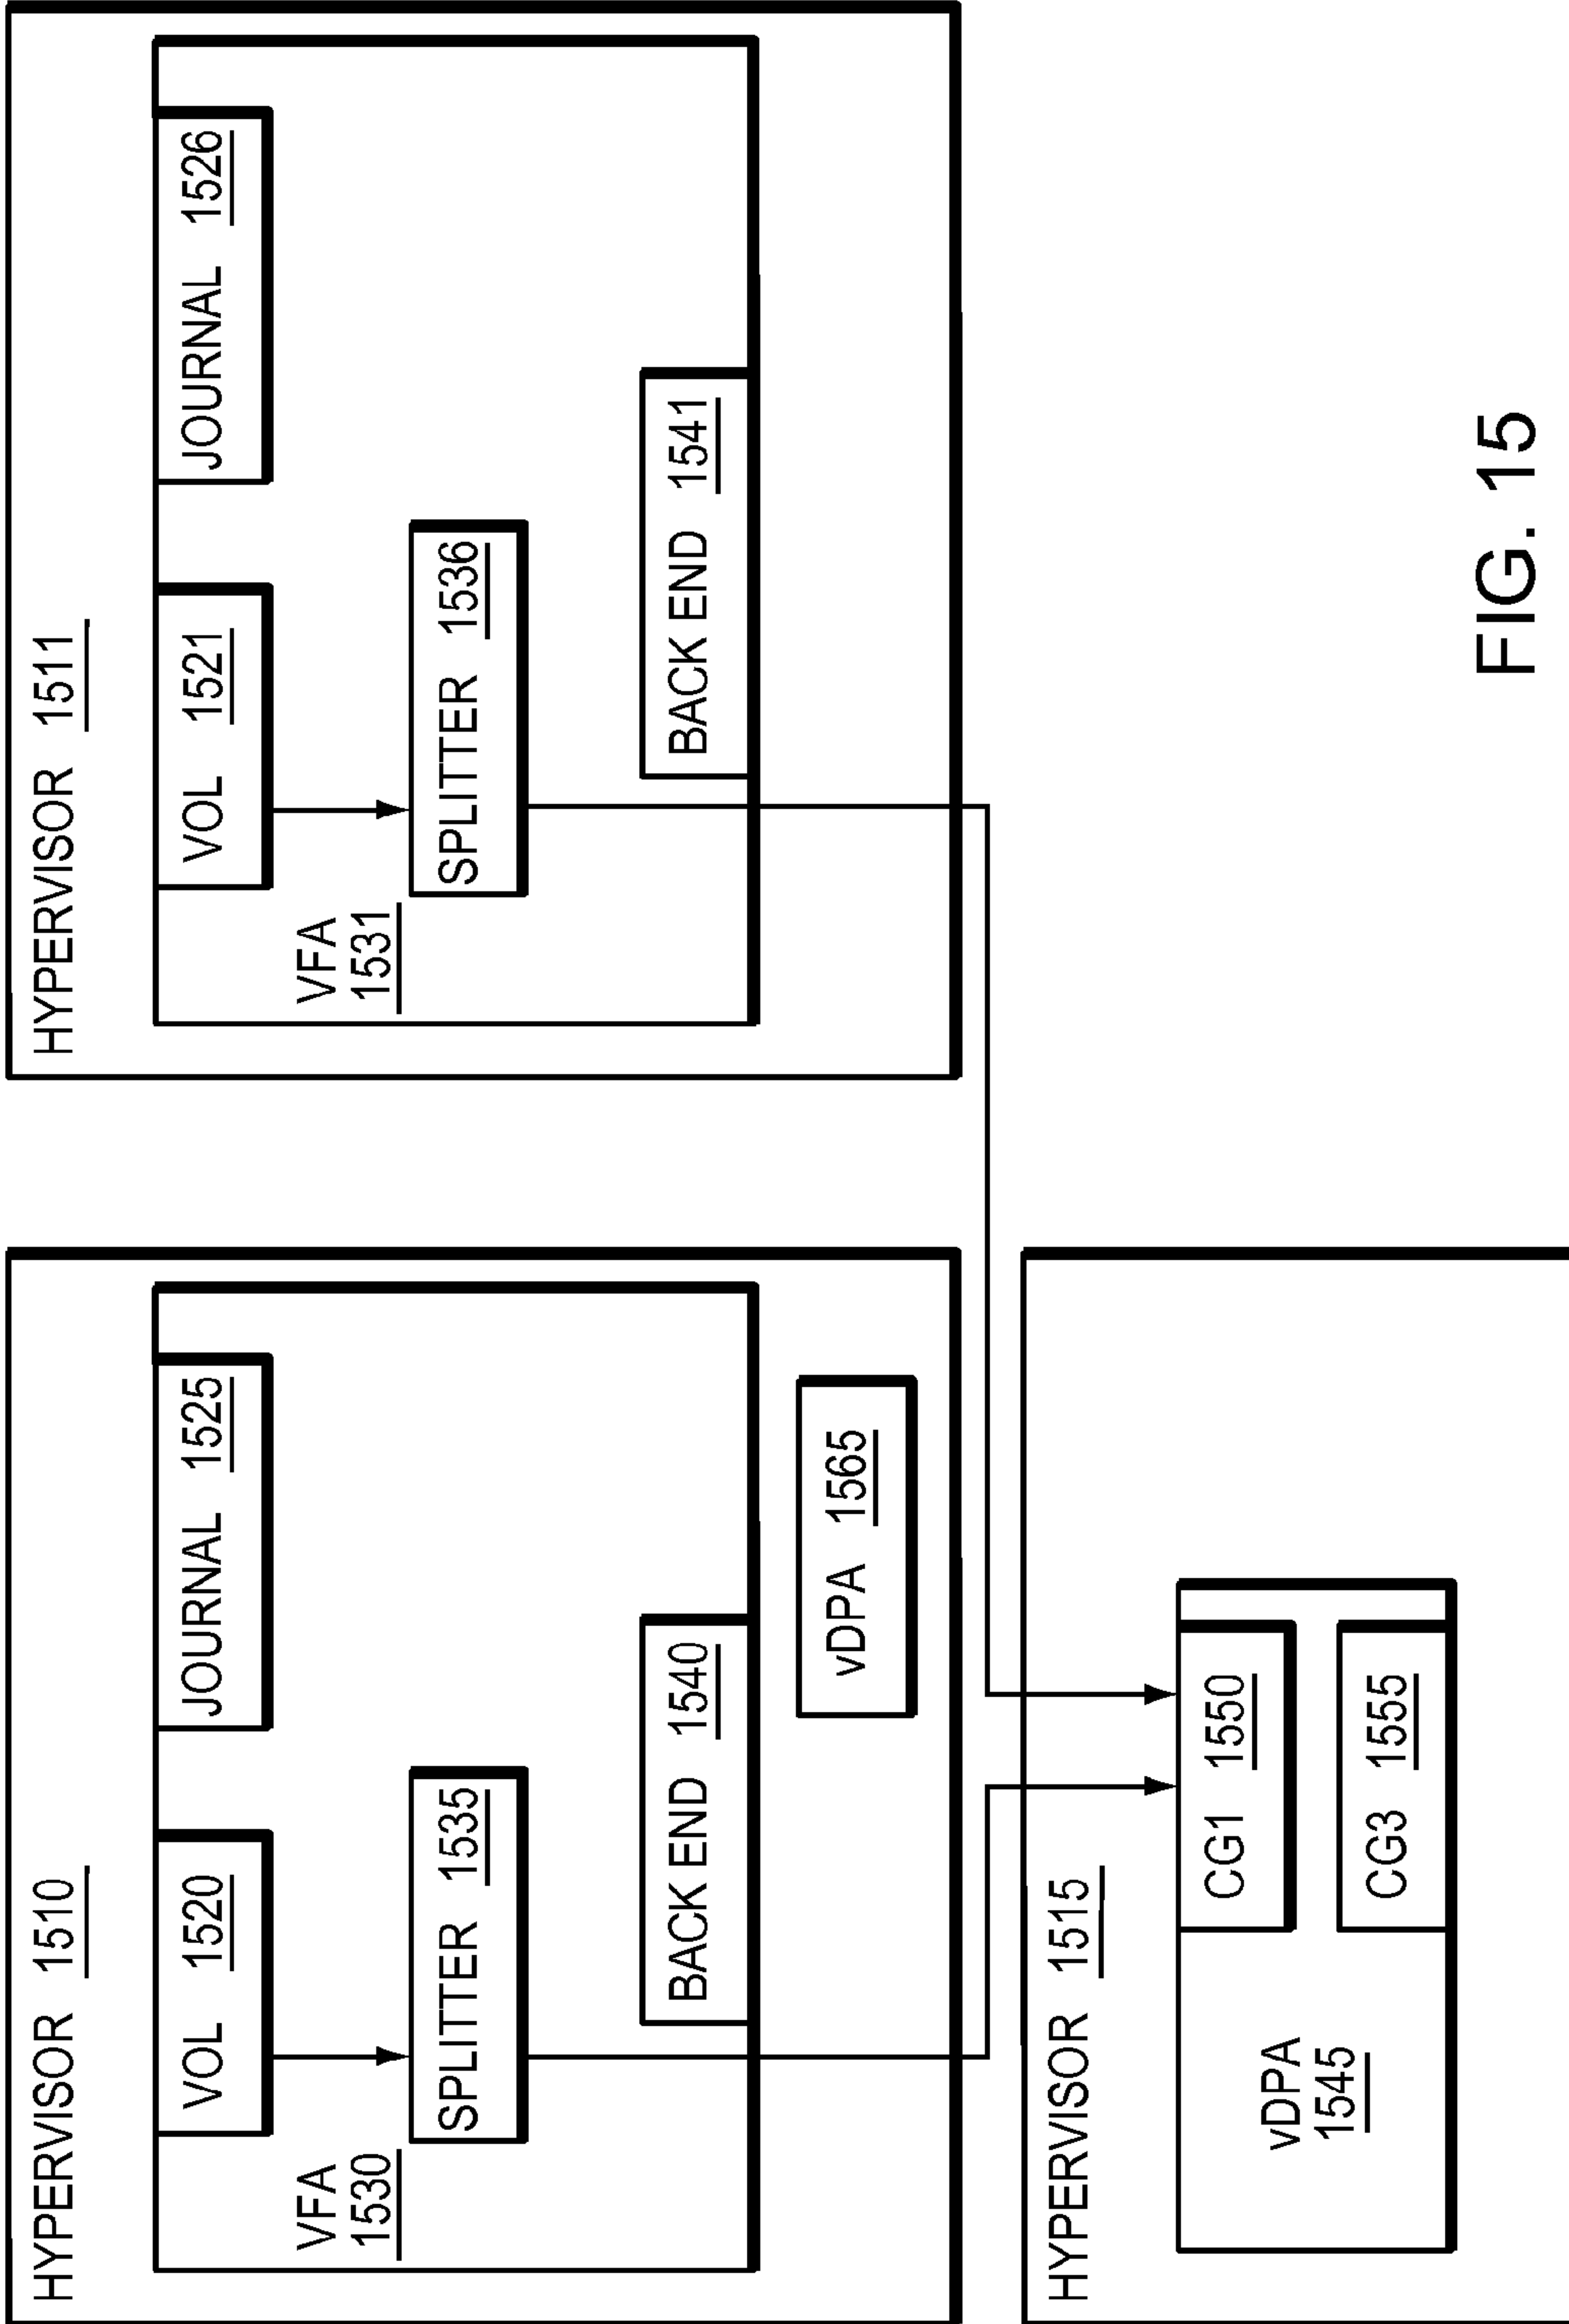 HYPERVISOR 1510
VOL 1520
JOURNAL 1525
VFA
1530
SPLITTER 1535
BACK END 1540
vDPA 1565
HYPERVISOR 1511
VOL 1521
JOURNAL 1526
VFA
1531
SPLITTER 1536
BACK END 1541
HYPERVISOR 1515
vDPA
1545
CG1 1550
CG3 1555
FIG. 15